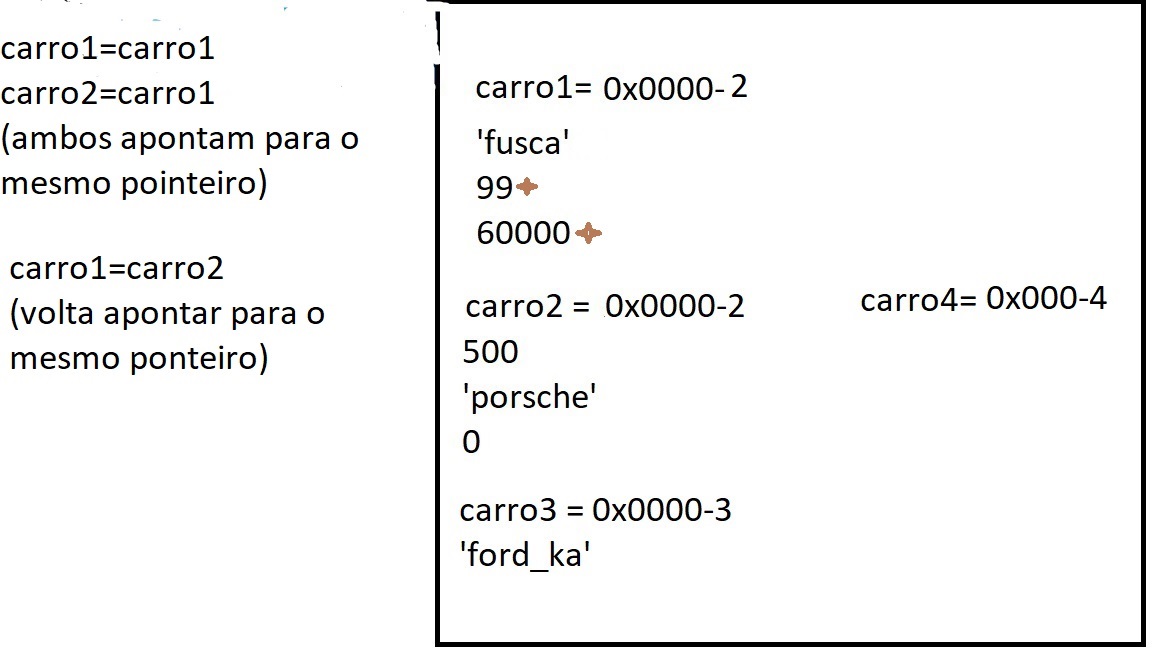 carro1=carro1
carro2=carro1
(ambos apontam para o
mesmo pointeiro)
carro1=carro2
(volta apontar para o
mesmo ponteiro)
carro1= 0x0000-2
'fusca'
99
60000
carro2 = 0x0000-2
500
'porsche'
0
carro3 = 0x0000-3
'ford_ka'
carro4= 0x000-4